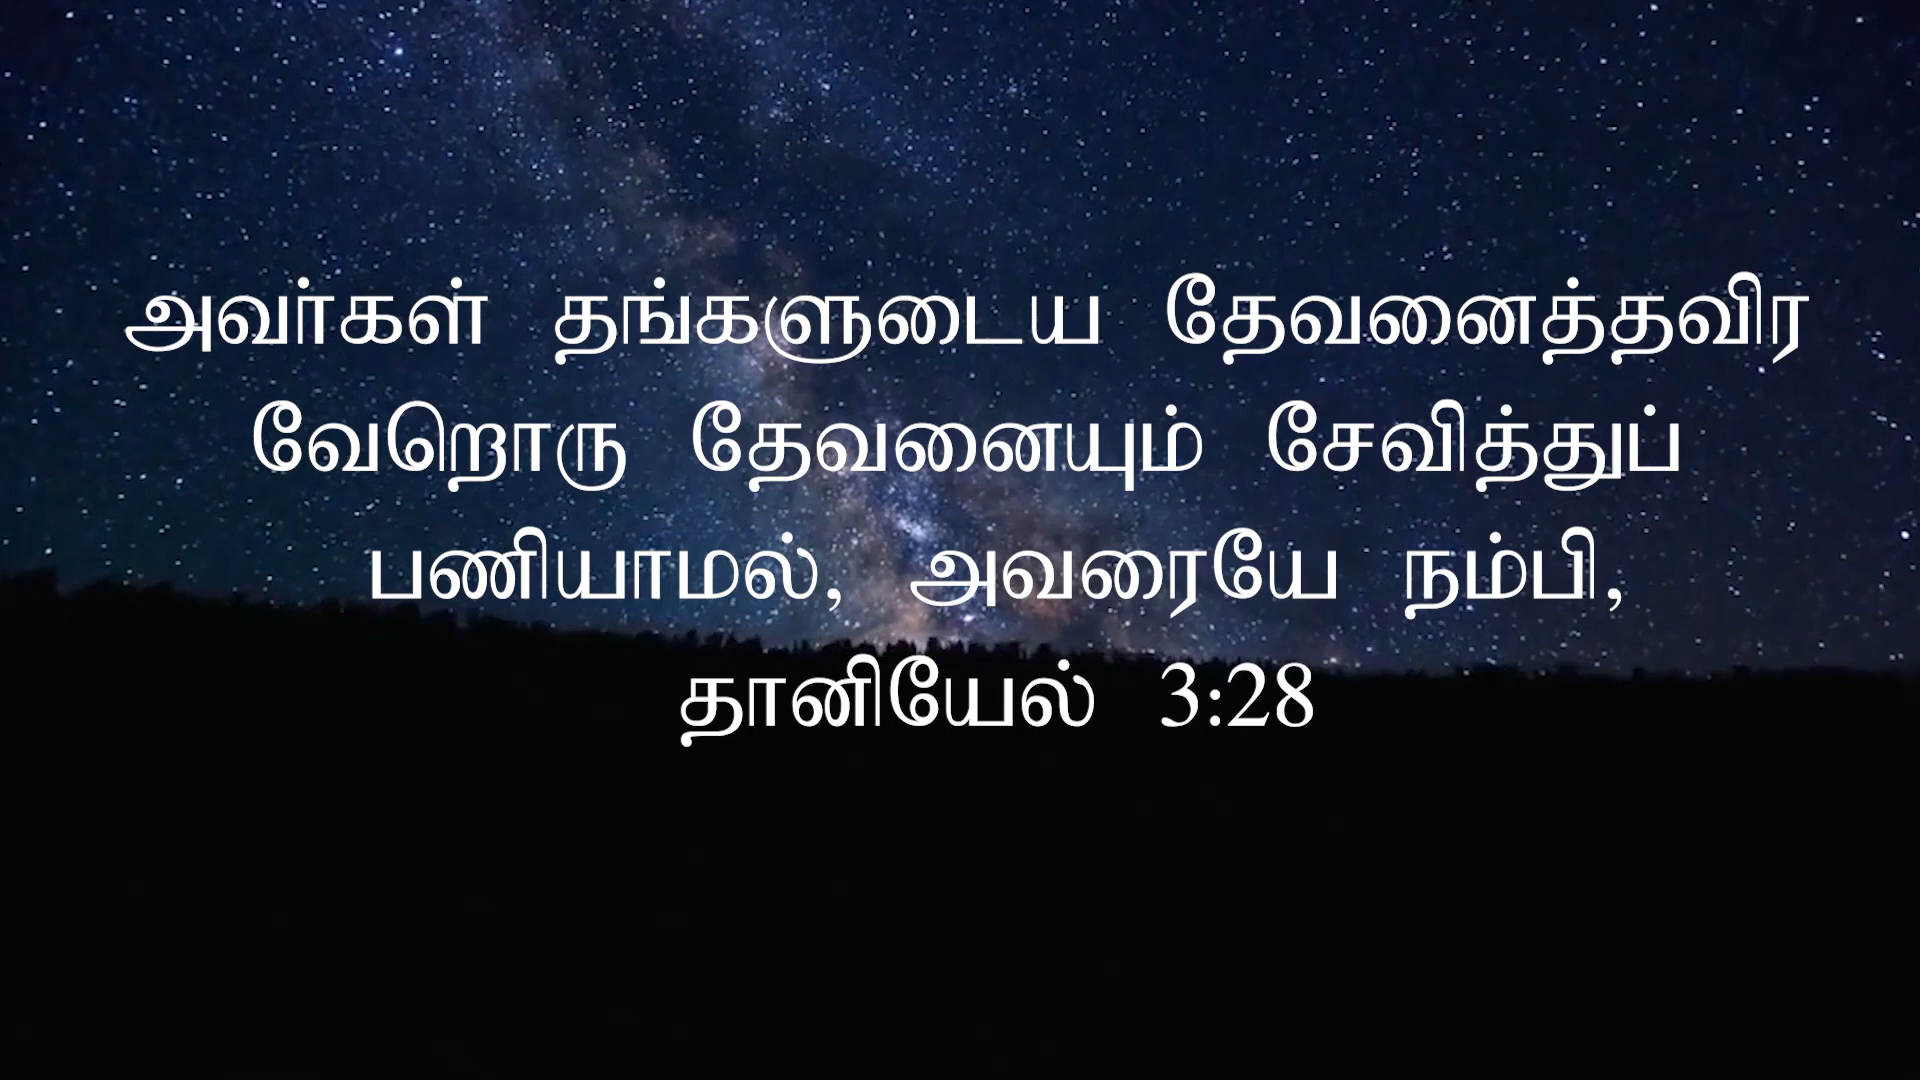 அவர்கள் தங்களுடைய தேவனைத்தவிர
வேறொரு தேவனையும் சேவித்துப்
பணியாமல், அவரையே நம்பி,
தானியேல் 3:28